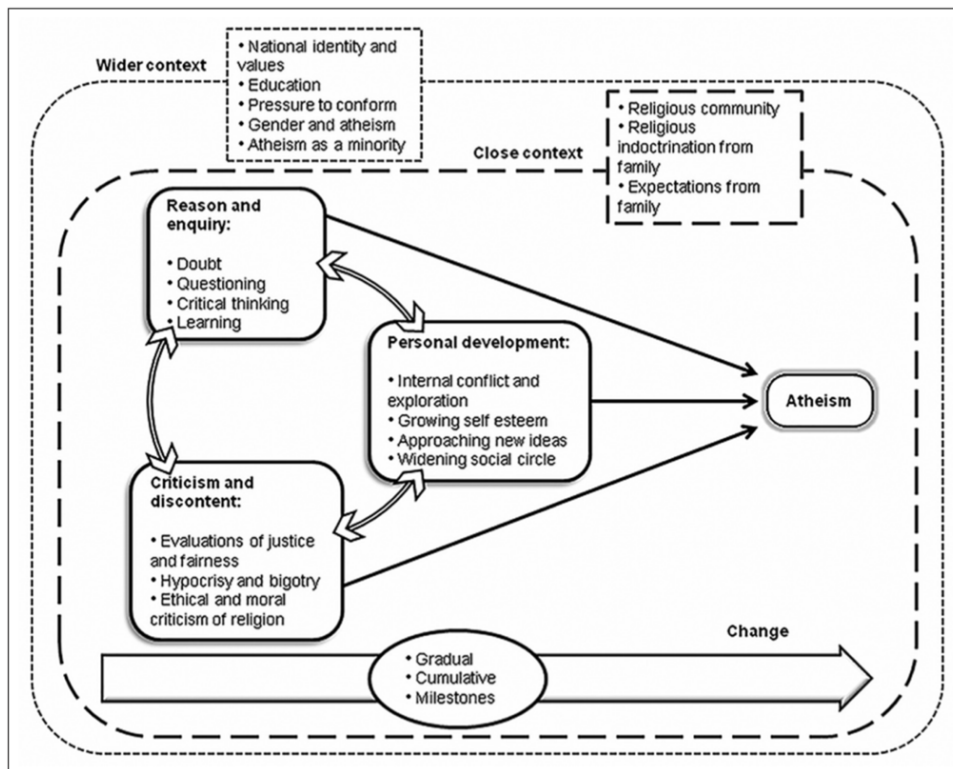 Wider context
• National identity and
values
• Education
• Pressure to conform
• Gender and atheism
• Atheism as a minority
Close context
• Religious community
• Religious
indoctrination from
family
• Expectations from
family
Reason and
enquiry:
• Doubt
• Questioning
• Critical thinking
• Learning
Personal development:
• Internal conflict and
exploration
• Growing self esteem
• Approaching new ideas
• Widening social circle
Atheism
Criticism and
discontent:
• Evaluations of justice
and fairness
• Hypocrisy and bigotry
• Ethical and moral
criticism of religion
Change
• Gradual
• Cumulative
• Milestones